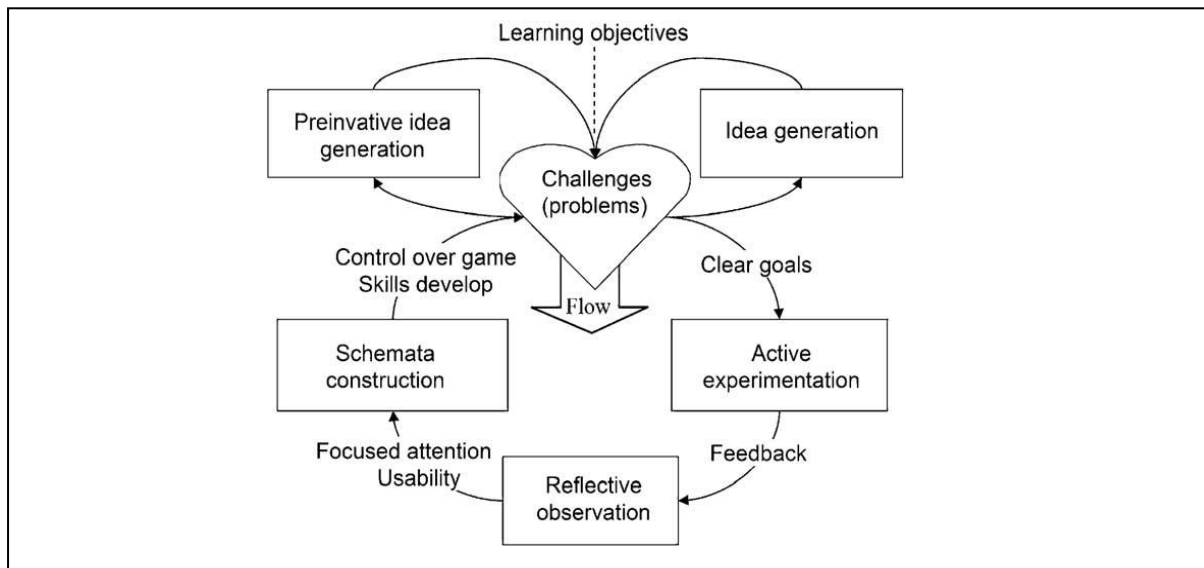 Learning objectives
Preinvative idea
generation
Idea generation
Challenges
(problems)
Control over game
Skills develop
Clear goals
Flow
Schemata
construction
Active
experimentation
Focused attention
Usability
Feedback
Reflective
observation